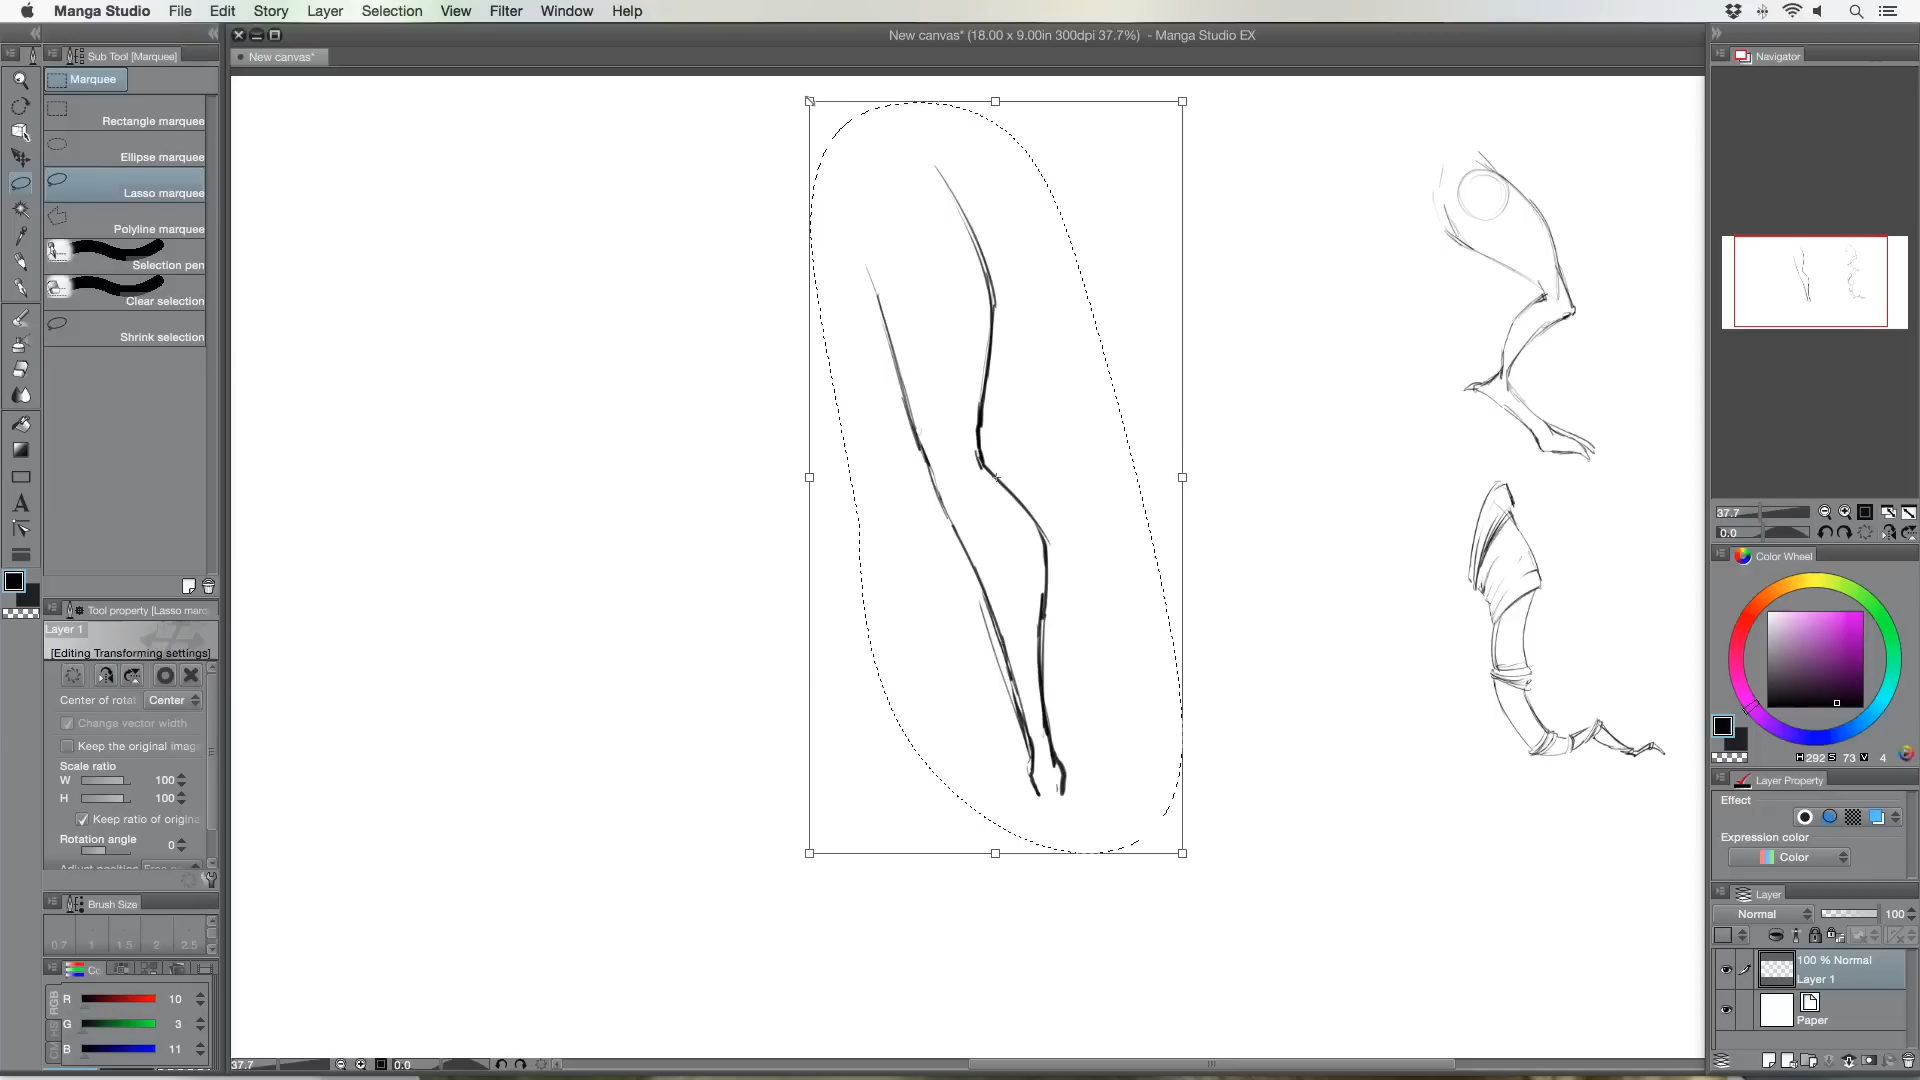 Manga Studio File Edit Story Layer Selection View Filter Window Help
New canvas* (18.00 x 9.00in 300dpi 37.7%) - Manga Studio EX
New canvas*
Sub Tool [Marquee]
Marquee
Rectangle marquee
Ellipse marquee
Lasso marquee
Polyline marquee
Selection pen
Clear selection
Shrink selection
Tool property [Lasso marq
Layer 1
[Editing Transforming settings]
Center of rotat Center
Change vector width
Keep the original imag
Scale ratio
W 100
H 100
Keep ratio of origina
Rotation angle
0
Brush Size
0.7 1 1.5 2 2.5
Co
RGB
R 10
G 3
B 11
37.7 0.0
Navigator
37.7
0.0
Color Wheel
H 292 S 73 V 4
Layer Property
Effect
Expression color
Color
Layer
Normal 100
100 % Normal
Layer 1
Paper